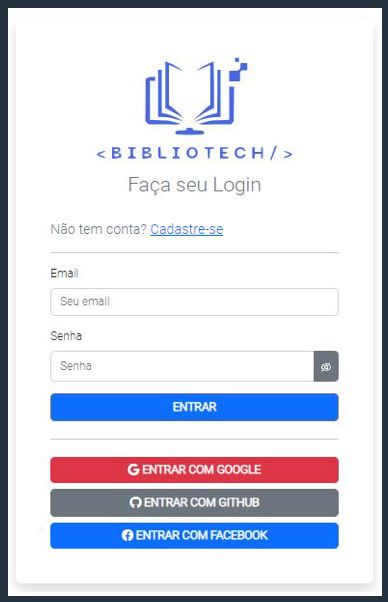 <BIBLIOTECH/>
Faça seu Login
Não tem conta? Cadastre-se
Email
Seu email
Senha
Senha
ENTRAR
ENTRAR COM GOOGLE
ENTRAR COM GITHUB
ENTRAR COM FACEBOOK